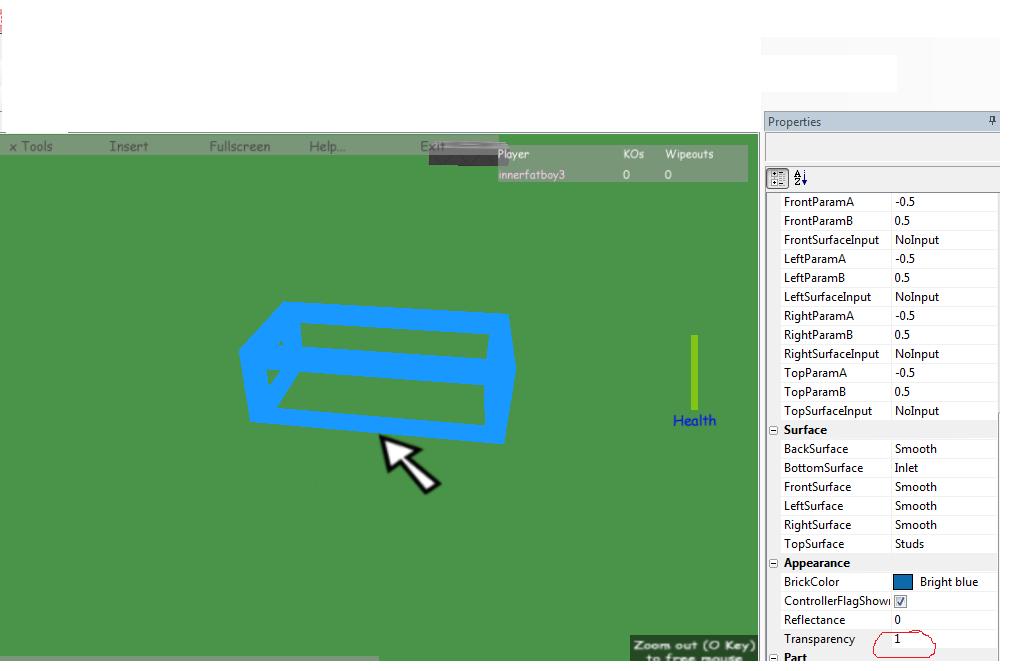 x Tools Insert Fullscreen Help... Exit
Player KOs Wipeouts
innerfatboy3 0 0
Health
Zoom out (O Key)
to free mouse
Properties
FrontParamA -0.5
FrontParamB 0.5
FrontSurfaceInput NoInput
LeftParamA -0.5
LeftParamB 0.5
LeftSurfaceInput NoInput
RightParamA -0.5
RightParamB 0.5
RightSurfaceInput NoInput
TopParamA -0.5
TopParamB 0.5
TopSurfaceInput NoInput
Surface
BackSurface Smooth
BottomSurface Inlet
FrontSurface Smooth
LeftSurface Smooth
RightSurface Smooth
TopSurface Studs
Appearance
BrickColor Bright blue
ControllerFlagShown
Reflectance 0
Transparency 1
Part